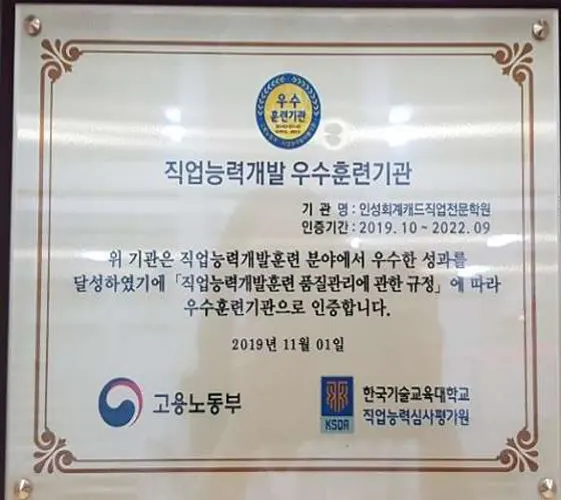 우수
훈련기관
직업능력개발 우수훈련기관
기 관 명 : 인성회계캐드직업전문학원
인증기간 : 2019. 10 ~ 2022. 09
위 기관은 직업능력개발훈련 분야에서 우수한 성과를
달성하였기에 「직업능력개발훈련 품질관리에 관한 규정」에 따라
우수훈련기관으로 인증합니다.
2019년 11월 01일
고용노동부
KSQA
한국기술교육대학교
직업능력심사평가원